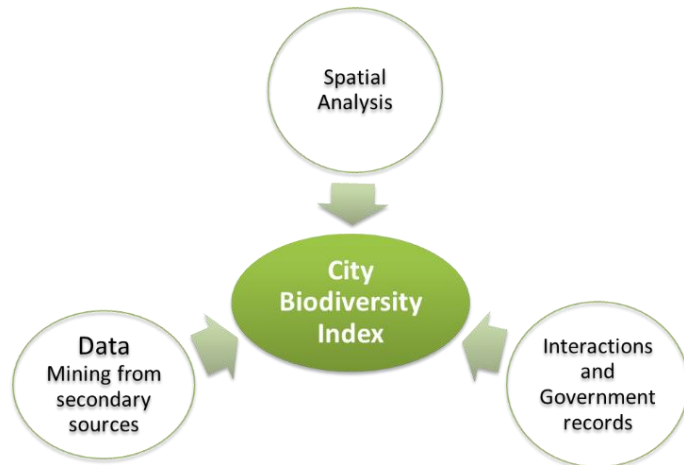 Spatial
Analysis
City
Biodiversity
Index
Data
Mining from
secondary
sources
Interactions
and
Government
records